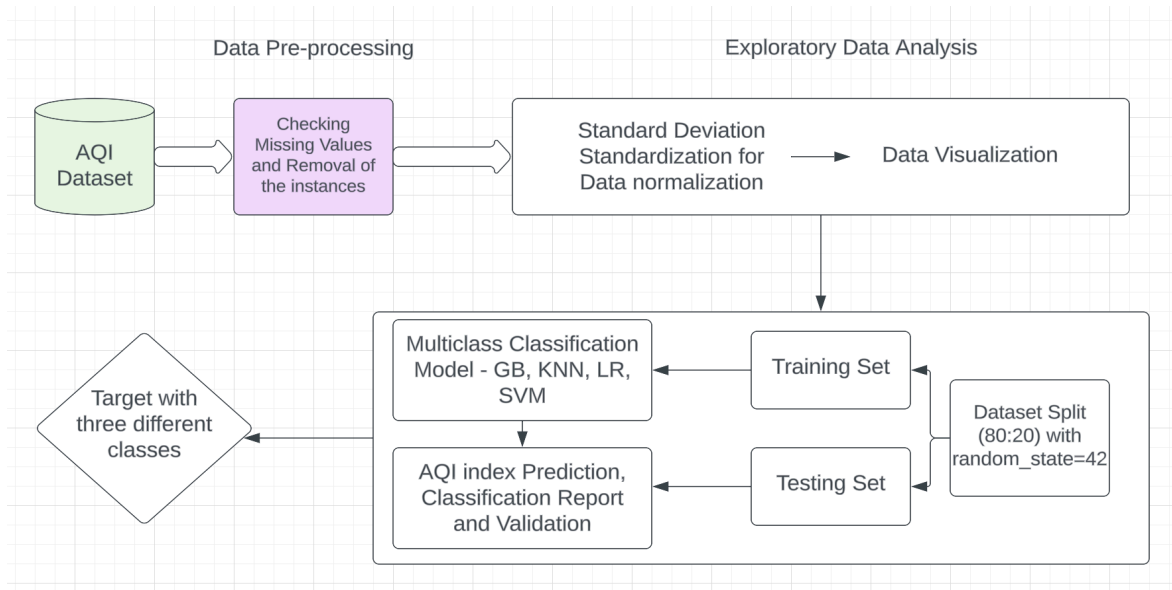 Data Pre-processing
Exploratory Data Analysis
AQI
Dataset
Checking
Missing Values
and Removal of
the instances
Standard Deviation
Standardization for
Data normalization
Data Visualization
Multiclass Classification
Model - GB, KNN, LR,
SVM
Training Set
Dataset Split
(80:20) with
random_state=42
Target with
three different
classes
AQI index Prediction,
Classification Report
and Validation
Testing Set